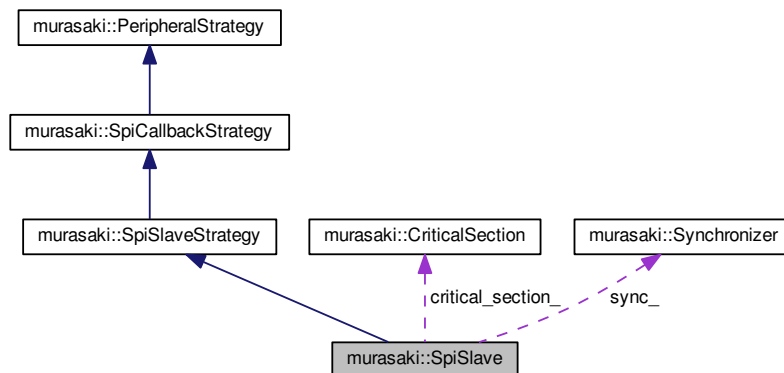 murasaki::PeripheralStrategy
murasaki::SpiCallbackStrategy
murasaki::SpiSlaveStrategy
murasaki::CriticalSection
murasaki::Synchronizer
critical_section_
sync_
murasaki::SpiSlave